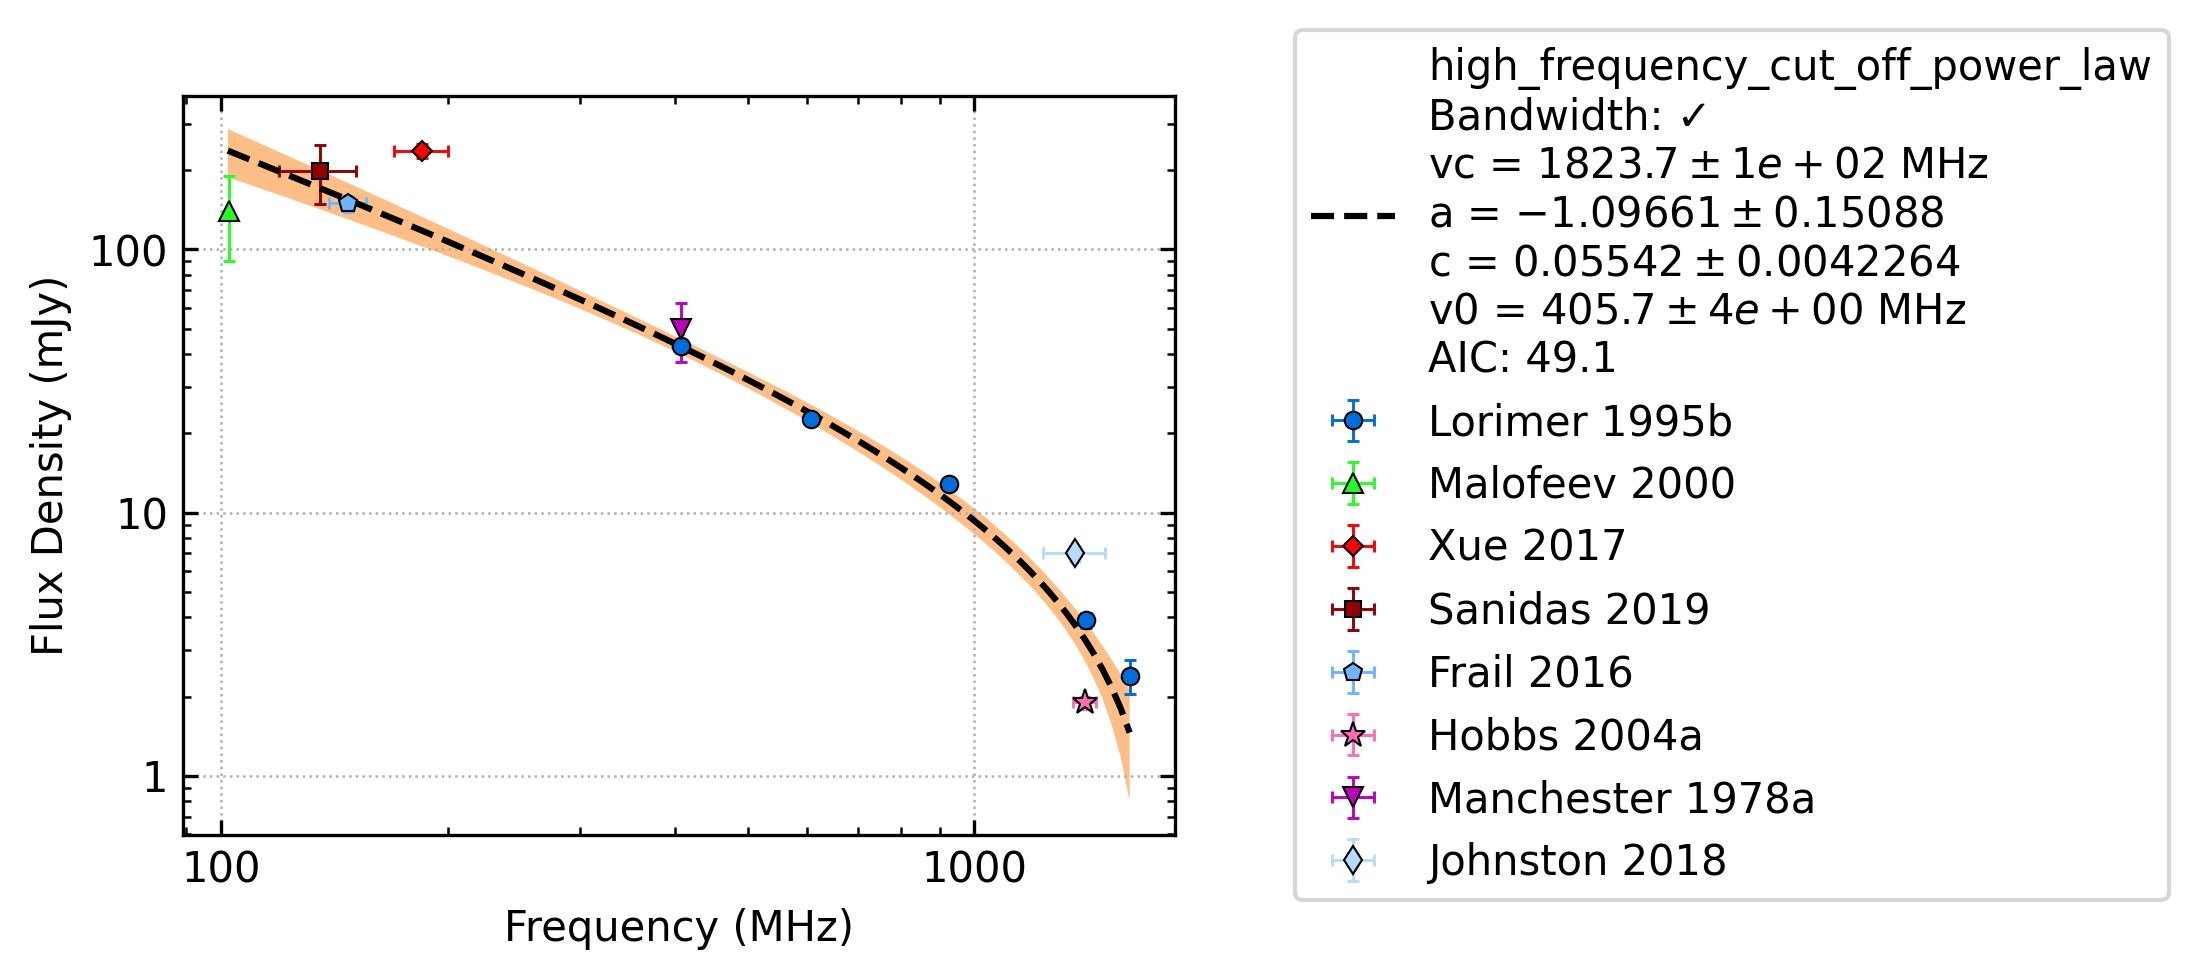 high_frequency_cut_off_power_law
Bandwidth: ✓
vc = 1823.7 ± 1e + 02 MHz
a = −1.09661 ± 0.15088
c = 0.05542 ± 0.0042264
v0 = 405.7 ± 4e + 00 MHz
AIC: 49.1
Lorimer 1995b
Malofeev 2000
Xue 2017
Sanidas 2019
Frail 2016
Hobbs 2004a
Manchester 1978a
Johnston 2018
Flux Density (mJy)
100
10
1
100
1000
Frequency (MHz)